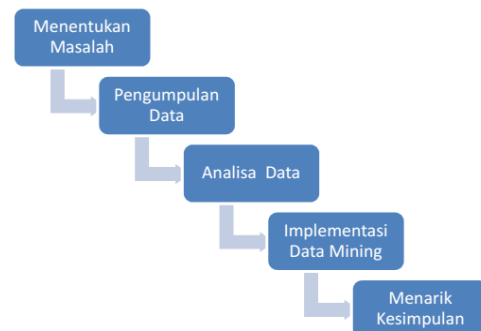 Menentukan
Masalah
Pengumpulan
Data
Analisa Data
Implementasi
Data Mining
Menarik
Kesimpulan